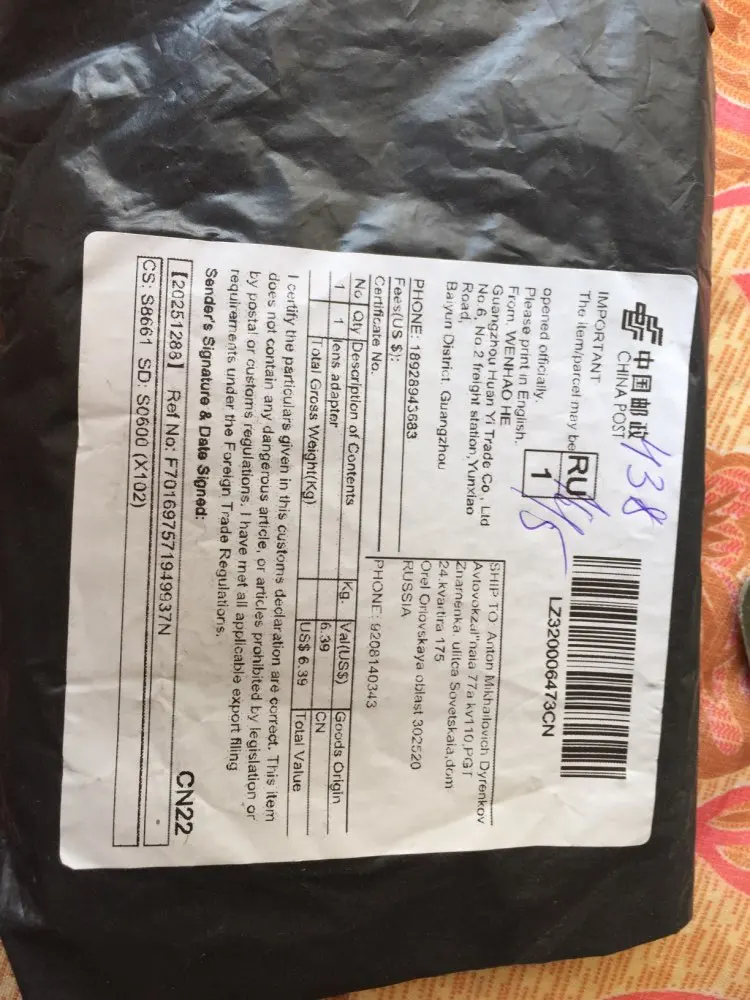 中国邮政
CHINA POST
438
IMPORTANT
The item/parcel may be
opened officially.
Please print in English.
RU
1
LZ320006473CN
From: WENHAO HE
Guangzhou Huan Yi Trade Co., Ltd
No.6, No 2 freight station,Yunxiao
Road,
Baiyun District, Guangzhou
PHONE: 18928943683
SHIP TO: Anton Mikhailovich Dyrenkov
Avtovokzal"naia 77a kv110,PGT
Znamenka, ulica Sovetskaia,dom
24,kvartira 175
Orel Orlovskaya oblast 302520
RUSSIA
PHONE: 9208140343
Fees(US $):
Certificate No.
No Qty Description of Contents Kg. Val(US$) Goods Origin
1 1 lens adapter 6.39 CN
Total Gross Weight(Kg) US$ 6.39 Total Value
I certify the particulars given in this customs declaration are correct. This item
does not contain any dangerous article, or articles prohibited by legislation or
by postal or customs regulations. I have met all applicable export filing
requirements under the Foreign Trade Regulations.
Sender's Signature & Date Signed: CN22
【20251288】 Ref No: F7016975719499​37N
CS: S8661 SD: S0600 (X102)